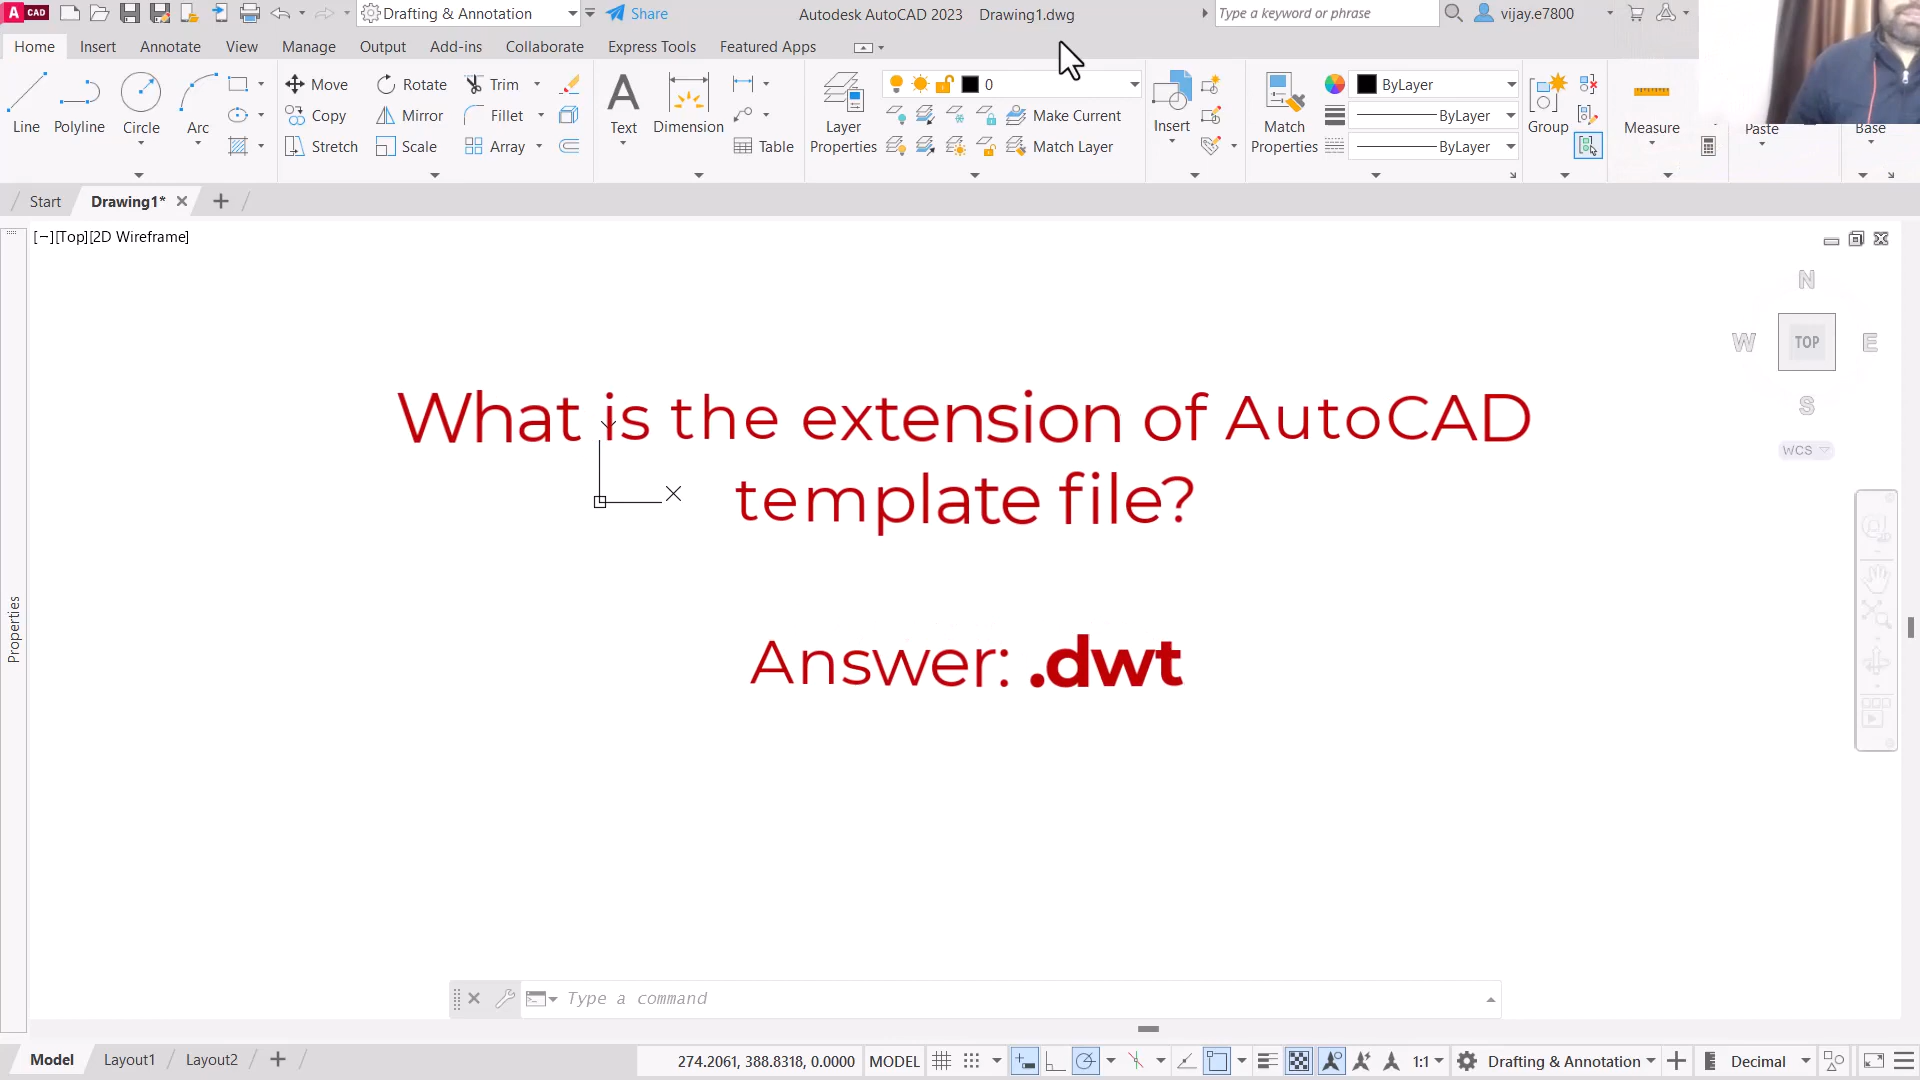 A CAD
Drafting & Annotation
Share
Autodesk AutoCAD 2023 Drawing1.dwg
Type a keyword or phrase
vijay.e7800
Home Insert Annotate View Manage Output Add-ins Collaborate Express Tools Featured Apps
Line
Polyline
Circle
Arc
Move
Rotate
Trim
Copy
Mirror
Fillet
Stretch
Scale
Array
Text
Dimension
Table
Layer
Properties
0
Make Current
Match Layer
Insert
Match
Properties
ByLayer
ByLayer
ByLayer
Group
Measure
Paste
Base
Start
Drawing1*
[−][Top][2D Wireframe]
N
W
TOP
E
S
WCS
What is the extension of AutoCAD
template file?
Y
X
Answer: .dwt
Properties
Type a command
Model Layout1 Layout2
274.2061, 388.8318, 0.0000
MODEL
1:1
Drafting & Annotation
Decimal